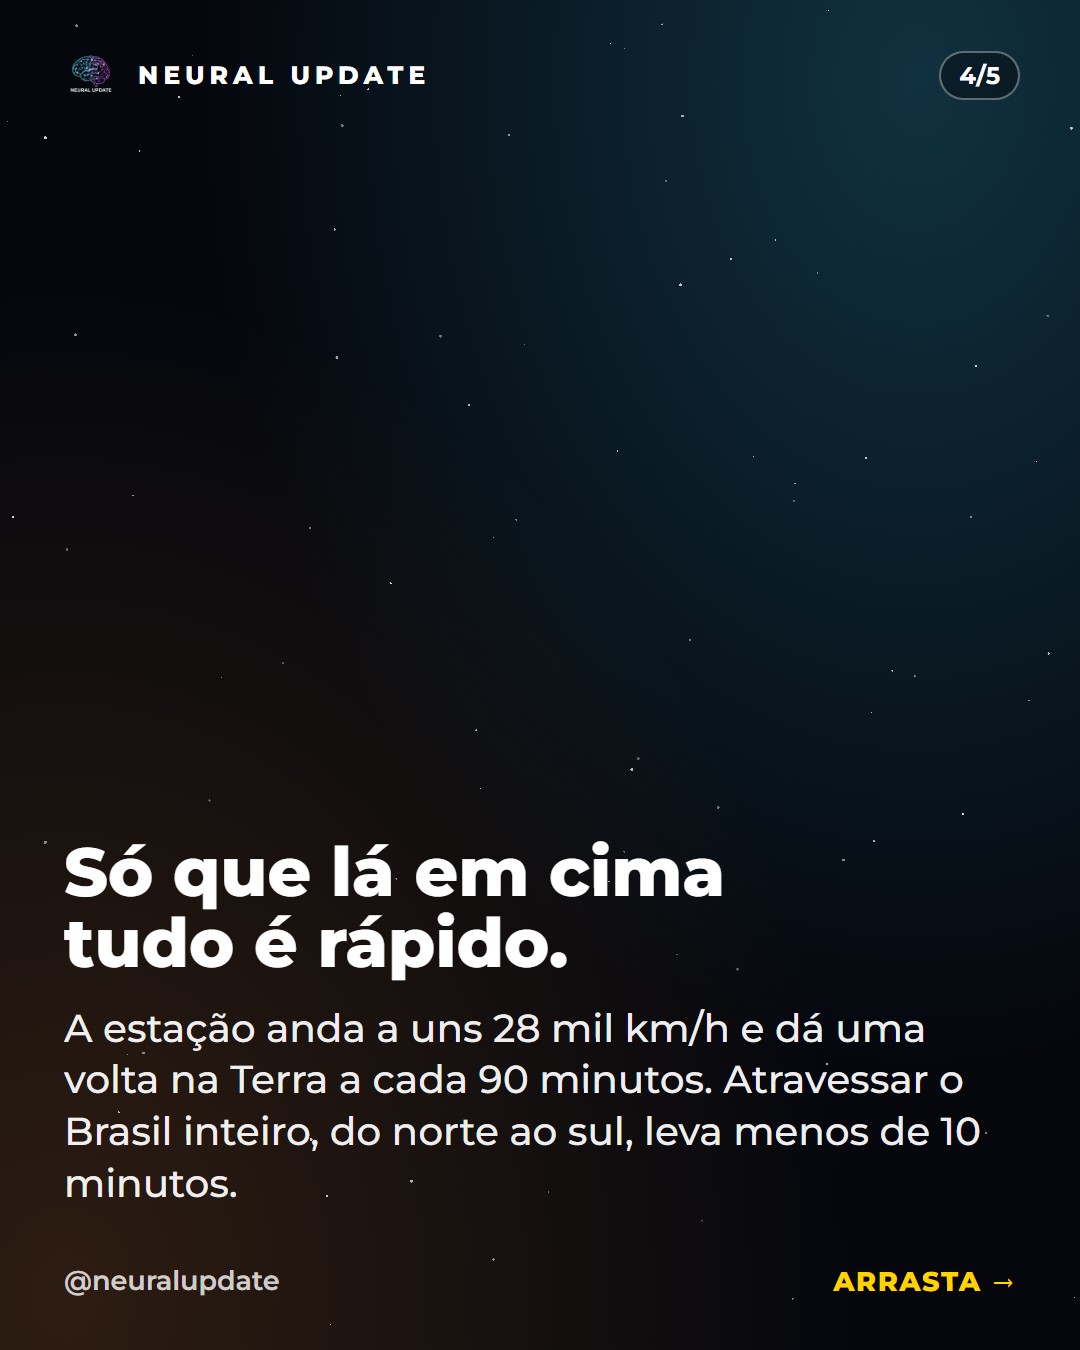 NEURAL UPDATE
NEURAL UPDATE
4/5
Só que lá em cima
tudo é rápido.
A estação anda a uns 28 mil km/h e dá uma
volta na Terra a cada 90 minutos. Atravessar o
Brasil inteiro, do norte ao sul, leva menos de 10
minutos.
@neuralupdate
ARRASTA →